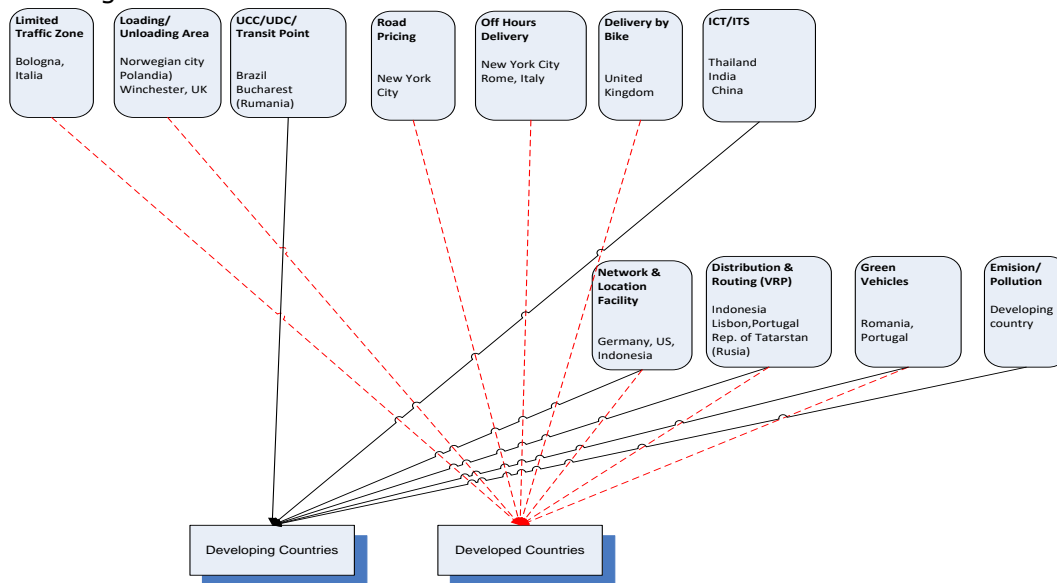 Limited
Traffic Zone
Bologna,
Italia
Loading/
Unloading Area
Norwegian city
Polandia)
Winchester, UK
UCC/UDC/
Transit Point
Brazil
Bucharest
(Rumania)
Road
Pricing
New York
City
Off Hours
Delivery
New York City
Rome, Italy
Delivery by
Bike
United
Kingdom
ICT/ITS
Thailand
India
China
Network &
Location
Facility
Germany, US,
Indonesia
Distribution &
Routing (VRP)
Indonesia
Lisbon,Portugal
Rep. of Tatarstan
(Rusia)
Green
Vehicles
Romania,
Portugal
Emision/
Pollution
Developing
country
Developing Countries
Developed Countries